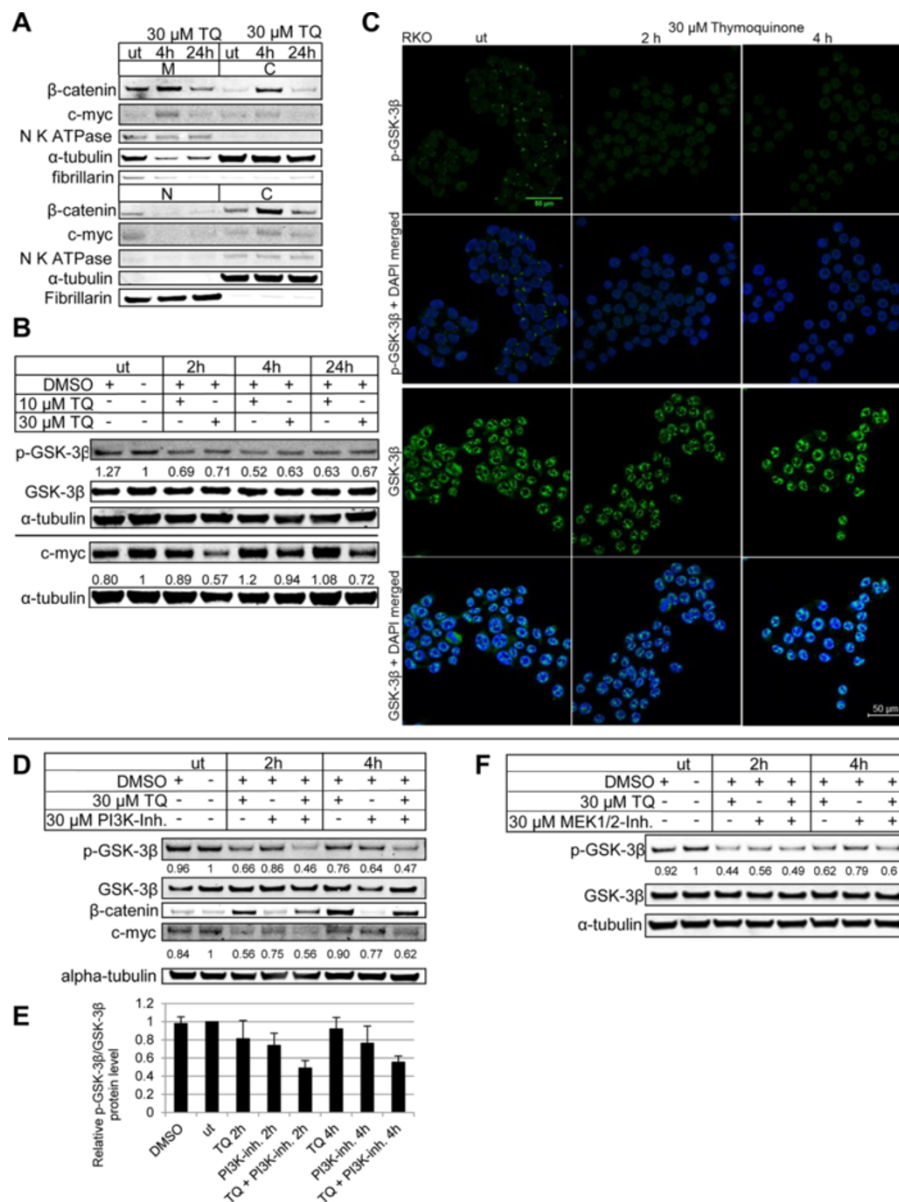 A
30 µM TQ 30 µM TQ
ut 4h 24h ut 4h 24h
M C
β-catenin
c-myc
N K ATPase
α-tubulin
fibrillarin
N C
β-catenin
c-myc
N K ATPase
α-tubulin
Fibrillarin
B
ut 2h 4h 24h
DMSO + - + + + + + +
10 µM TQ - - + - + - + -
30 µM TQ - - - + - + - +
p-GSK-3β
1.27 1 0.69 0.71 0.52 0.63 0.63 0.67
GSK-3β
α-tubulin
c-myc
0.80 1 0.89 0.57 1.2 0.94 1.08 0.72
α-tubulin
C
30 µM Thymoquinone
RKO ut 2 h 4 h
p-GSK-3β
p-GSK-3β + DAPI merged
GSK-3β
GSK-3β + DAPI merged
50 µm
D
ut 2h 4h
DMSO + - + + + + + +
30 µM TQ - - + - + + - +
30 µM PI3K-Inh. - - - + + - + +
p-GSK-3β
0.96 1 0.66 0.86 0.46 0.76 0.64 0.47
GSK-3β
β-catenin
c-myc
0.84 1 0.56 0.75 0.56 0.90 0.77 0.62
alpha-tubulin
E
Relative p-GSK-3β/GSK-3β
protein level
1.2
1
0.8
0.6
0.4
0.2
0
DMSO
ut
TQ 2h
PI3K-inh. 2h
TQ + PI3K-inh. 2h
TQ 4h
PI3K-inh. 4h
TQ + PI3K-inh. 4h
F
ut 2h 4h
DMSO + - + + + + + +
30 µM TQ - - + - + + - +
30 µM MEK1/2-Inh. - - - + + - + +
p-GSK-3β
0.92 1 0.44 0.56 0.49 0.62 0.79 0.6
GSK-3β
α-tubulin